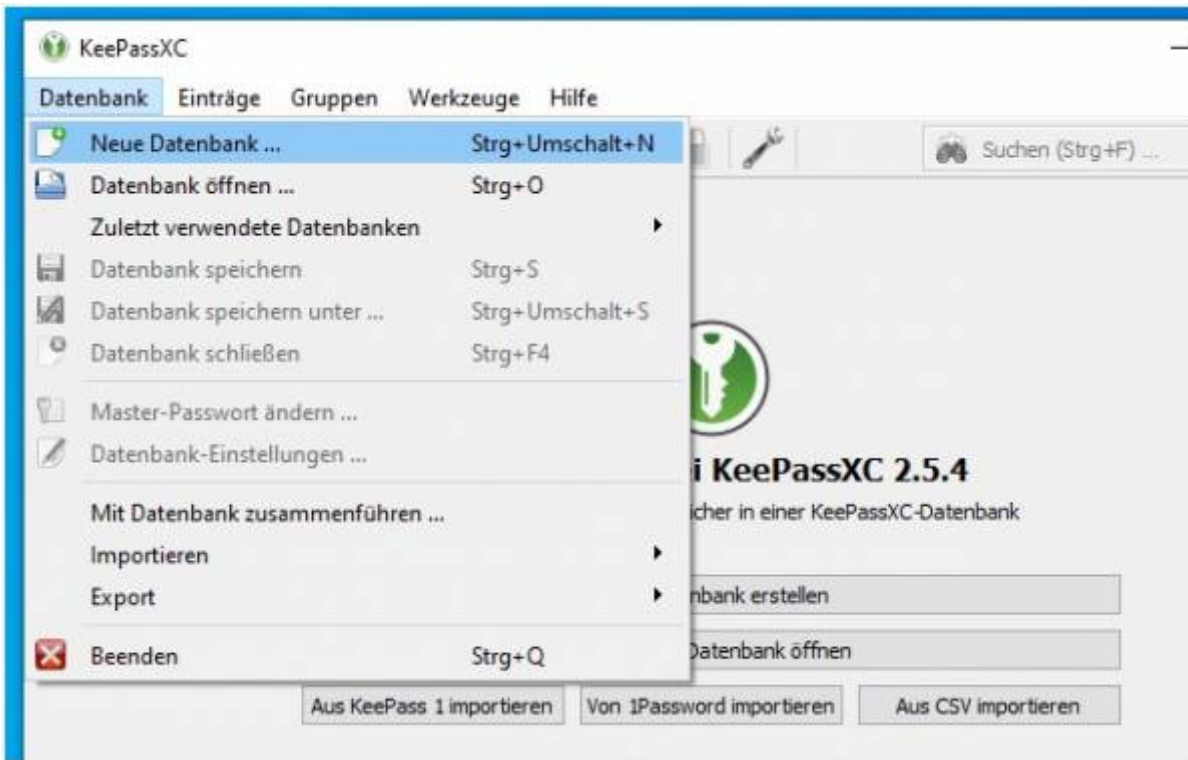 KeePassXC
Datenbank Einträge Gruppen Werkzeuge Hilfe
Neue Datenbank ... Strg+Umschalt+N
Suchen (Strg+F) ...
Datenbank öffnen ... Strg+O
Zuletzt verwendete Datenbanken
Datenbank speichern Strg+S
Datenbank speichern unter ... Strg+Umschalt+S
Datenbank schließen Strg+F4
Master-Passwort ändern ...
Datenbank-Einstellungen ...
Mit Datenbank zusammenführen ...
Importieren
Export
Beenden Strg+Q
i KeePassXC 2.5.4
cher in einer KeePassXC-Datenbank
nbank erstellen
Datenbank öffnen
Aus KeePass 1 importieren Von 1Password importieren Aus CSV importieren